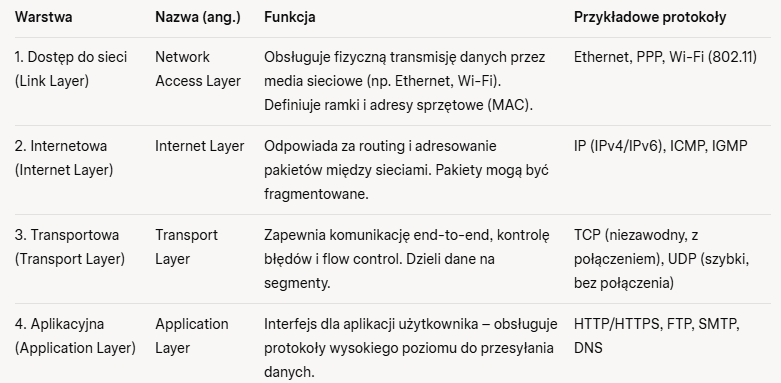 Warstwa Nazwa (ang.) Funkcja Przykładowe protokoły
1. Dostęp do sieci Network Obsługuje fizyczną transmisję danych przez Ethernet, PPP, Wi-Fi (802.11)
(Link Layer) Access Layer media sieciowe (np. Ethernet, Wi-Fi).
Definiuje ramki i adresy sprzętowe (MAC).
2. Internetowa Internet Layer Odpowiada za routing i adresowanie IP (IPv4/IPv6), ICMP, IGMP
(Internet Layer) pakietów między sieciami. Pakiety mogą być
fragmentowane.
3. Transportowa Transport Zapewnia komunikację end-to-end, kontrolę TCP (niezawodny, z
(Transport Layer) Layer błędów i flow control. Dzieli dane na połączeniem), UDP (szybki,
segmenty. bez połączenia)
4. Aplikacyjna Application Interfejs dla aplikacji użytkownika – obsługuje HTTP/HTTPS, FTP, SMTP,
(Application Layer) Layer protokoły wysokiego poziomu do przesyłania DNS
danych.